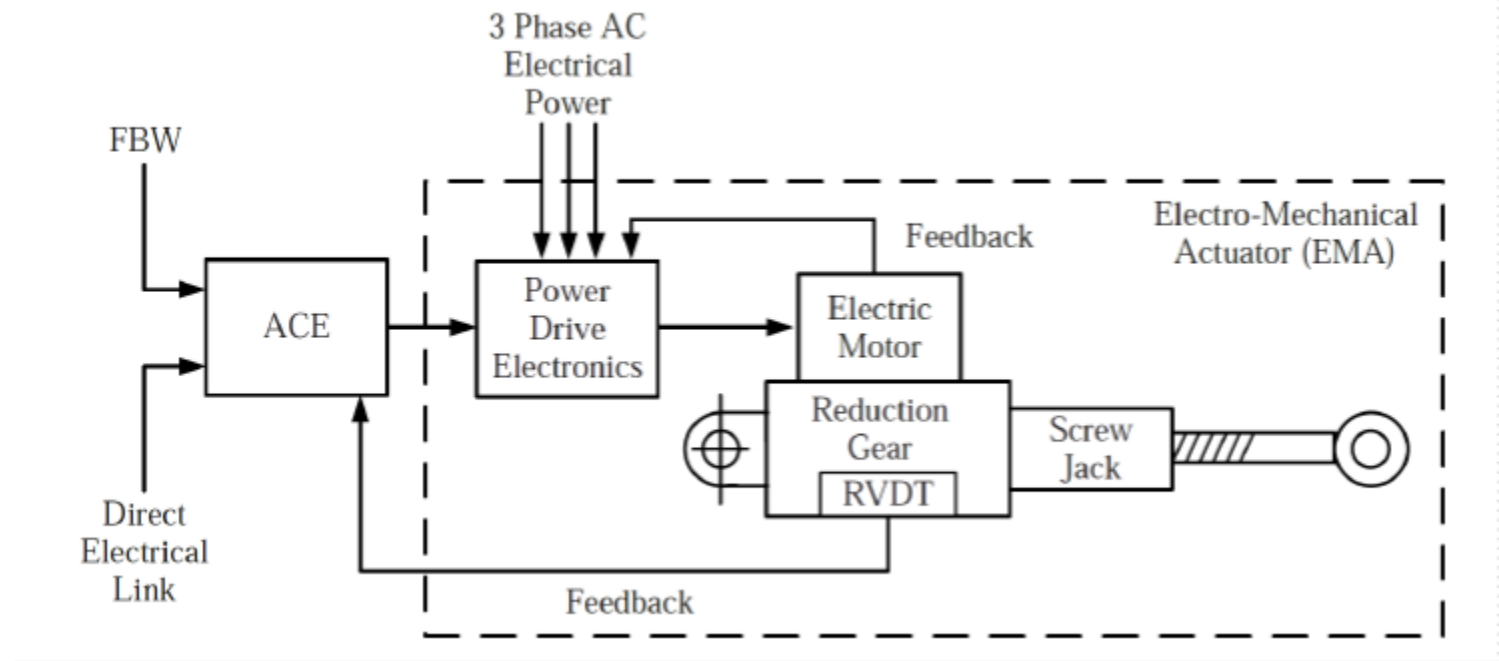 3 Phase AC
Electrical
Power
FBW
Electro-Mechanical
Actuator (EMA)
Feedback
ACE
Power
Drive
Electronics
Electric
Motor
Reduction
Gear
RVDT
Screw
Jack
Direct
Electrical
Link
Feedback